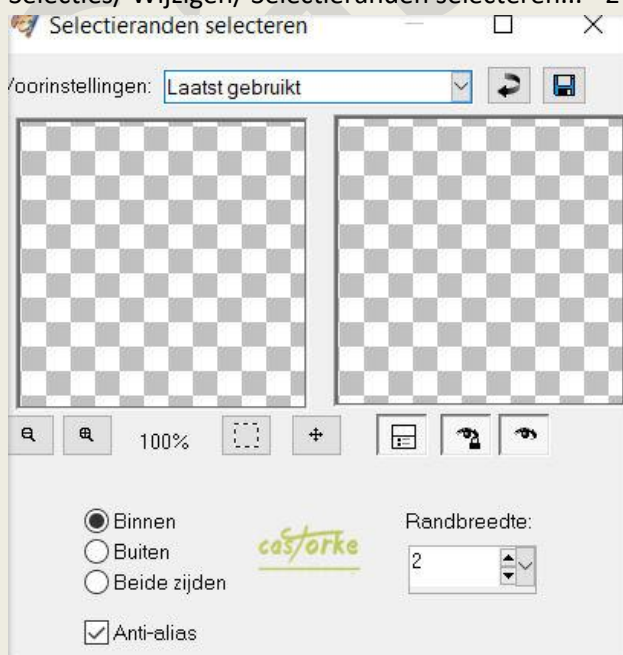 Selecties/ Wijzigen/ Selectieranden selecteren... 2
Selectieranden selecteren
Voorinstellingen: Laatst gebruikt
100%
Binnen
Buiten
Beide zijden
castorke
Randbreedte:
2
Anti-alias